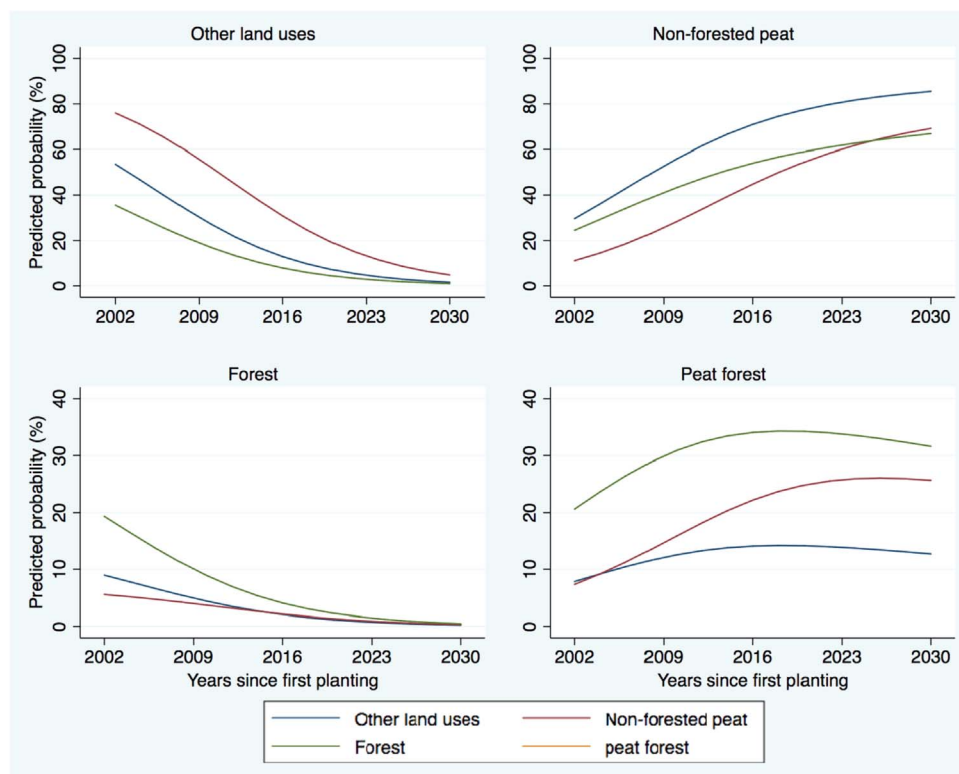 Other land uses
Non-forested peat
Predicted probability (%)
100
80
60
40
20
0
2002 2009 2016 2023 2030
100
80
60
40
20
0
2002 2009 2016 2023 2030
Forest
Peat forest
Predicted probability (%)
40
30
20
10
0
2002 2009 2016 2023 2030
Years since first planting
40
30
20
10
0
2002 2009 2016 2023 2030
Years since first planting
Other land uses Non-forested peat
Forest peat forest